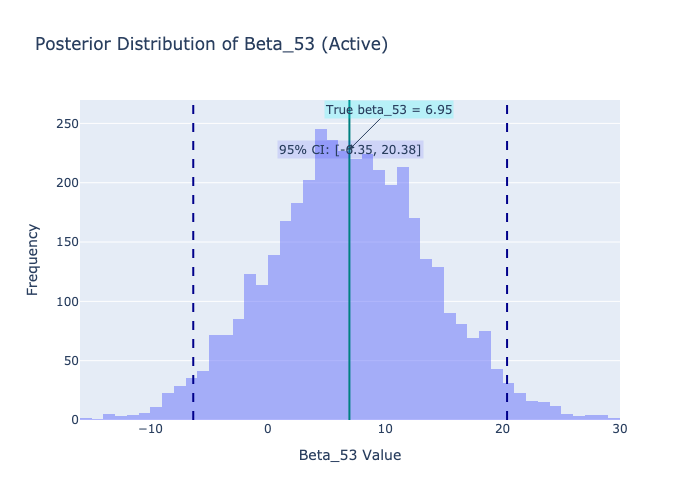 Posterior Distribution of Beta_53 (Active)
True beta_53 = 6.95
95% CI: [-6.35, 20.38]
250
200
150
100
50
0
Frequency
−10
0
10
20
30
Beta_53 Value